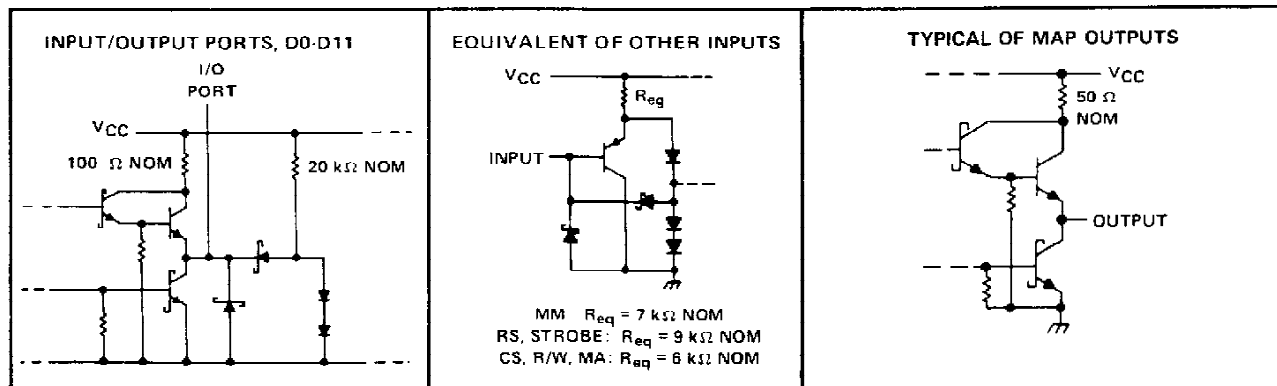 INPUT/OUTPUT PORTS, D0-D11
I/O
PORT
VCC
100 Ω NOM
20 kΩ NOM
EQUIVALENT OF OTHER INPUTS
VCC
Req
INPUT
MM Req = 7 kΩ NOM
RS, STROBE: Req = 9 kΩ NOM
CS, R/W, MA: Req = 6 kΩ NOM
TYPICAL OF MAP OUTPUTS
VCC
50 Ω
NOM
OUTPUT